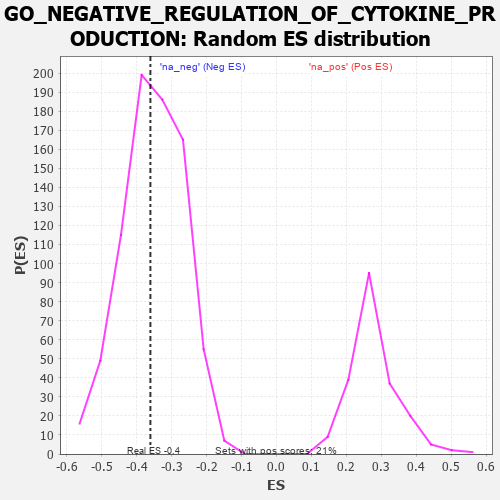 GO_NEGATIVE_REGULATION_OF_CYTOKINE_PR
ODUCTION: Random ES distribution
'na_neg' (Neg ES)
'na_pos' (Pos ES)
200
190
180
170
160
150
140
130
120
110
100
90
80
70
60
50
40
30
20
10
0
P(ES)
Real ES -0.4
Sets with pos scores: 21%
-0.6 -0.5 -0.4 -0.3 -0.2 -0.1 0.0 0.1 0.2 0.3 0.4 0.5 0.6
ES